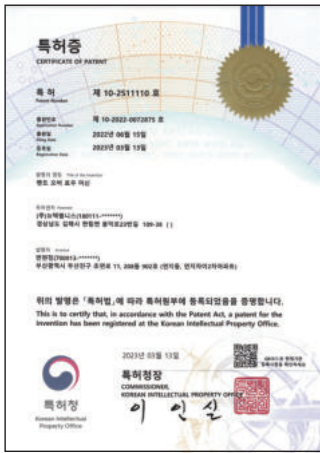 특허증
CERTIFICATE OF PATENT
특 허
Patent Number
제 10-2511110 호
출원번호
Application Number
제 10-2022-0072875 호
출원일
Filing Date
2022년 06월 15일
등록일
Registration Date
2023년 03월 13일
발명의 명칭 Title of the Invention
벤트 오버 로우 머신
특허권자 Patentee
발명자 Inventor
위의 발명은 「특허법」에 따라 특허원부에 등록되었음을 증명합니다.
This is to certify that, in accordance with the Patent Act, a patent for the
invention has been registered at the Korean Intellectual Property Office.
2023년 03월 13일
특허청장
COMMISSIONER,
KOREAN INTELLECTUAL PROPERTY OFFICE
이 인 실
특허청
Korean Intellectual
Property Office